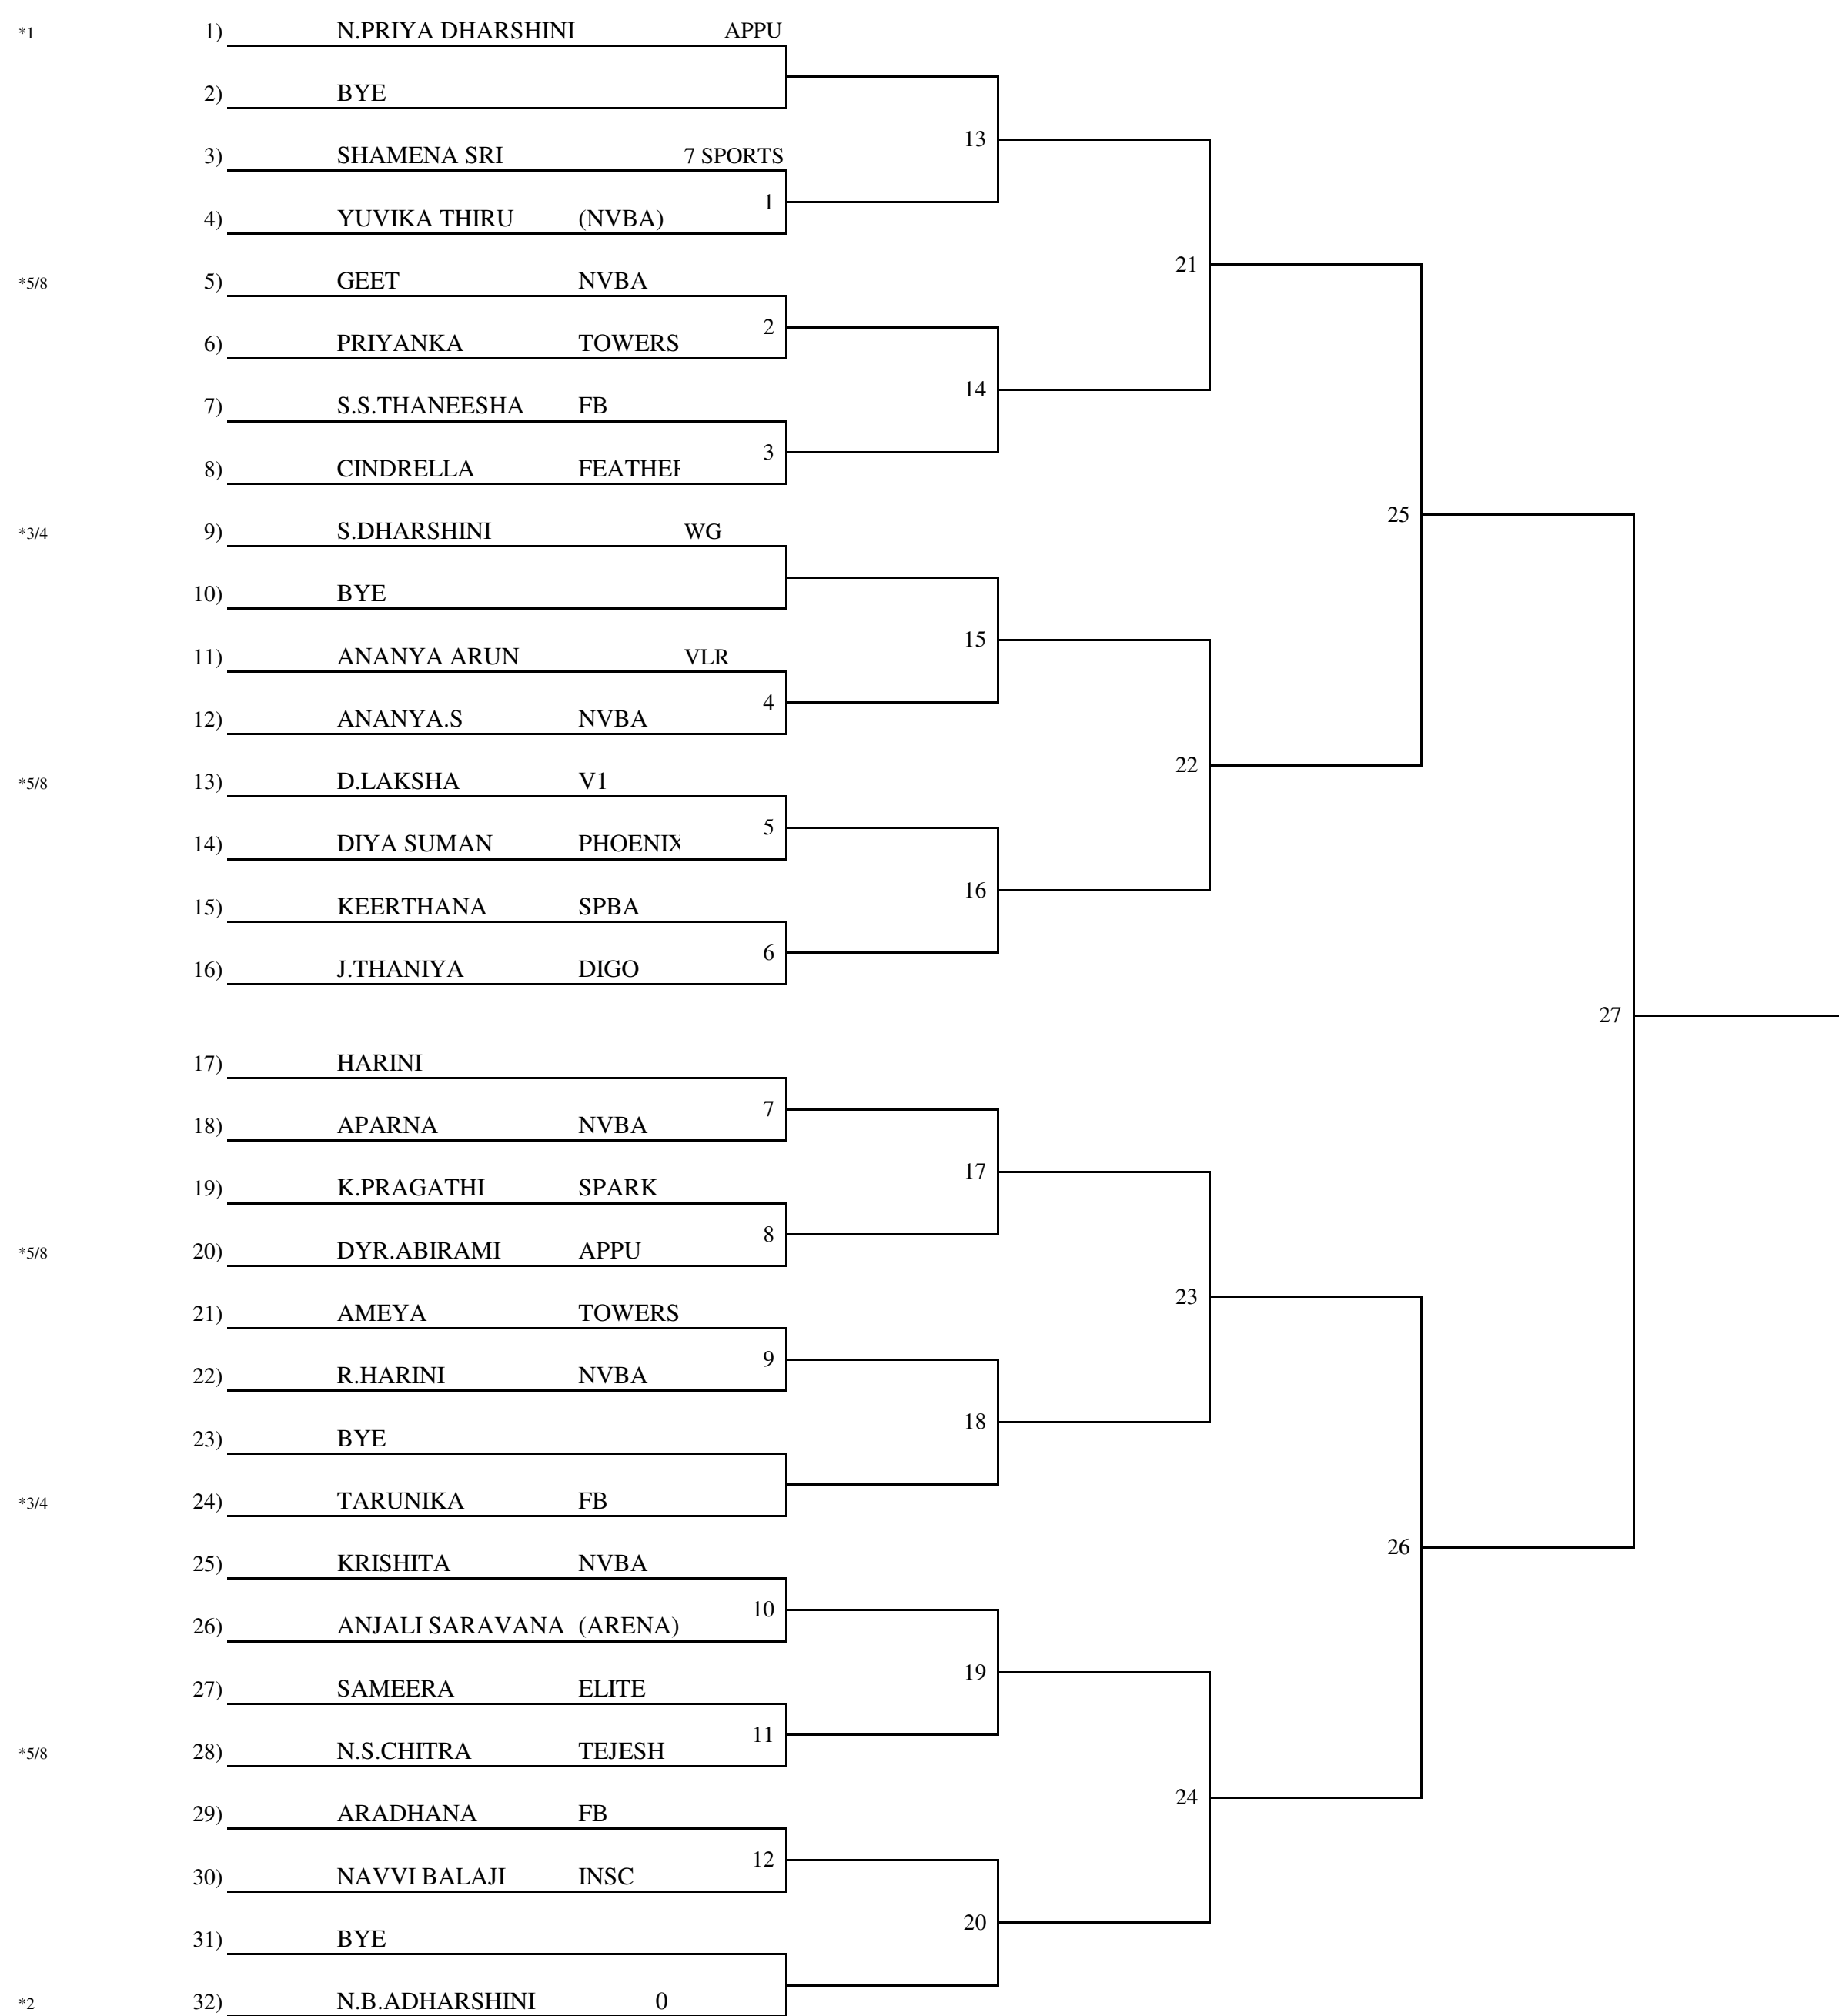 *1 1) N.PRIYA DHARSHINI APPU
2) BYE
13
3) SHAMENA SRI 7 SPORTS
1
4) YUVIKA THIRU (NVBA)
21
*5/8 5) GEET NVBA
2
6) PRIYANKA TOWERS
14
7) S.S.THANEESHA FB
3
8) CINDRELLA
25
*3/4 9) S.DHARSHINI WG
10) BYE
15
11) ANANYA ARUN VLR
4
12) ANANYA.S NVBA
22
*5/8 13) D.LAKSHA V1
5
14) DIYA SUMAN PHOENIX
16
15) KEERTHANA SPBA
6
16) J.THANIYA DIGO
27
17) HARINI
7
18) APARNA NVBA
17
19) K.PRAGATHI SPARK
8
*5/8 20) DYR.ABIRAMI APPU
23
21) AMEYA TOWERS
9
22) R.HARINI NVBA
18
23) BYE
*3/4 24) TARUNIKA FB
26
25) KRISHITA NVBA
10
26) ANJALI SARAVANA (ARENA)
19
27) SAMEERA ELITE
11
*5/8 28) N.S.CHITRA TEJESH
24
29) ARADHANA FB
12
30) NAVVI BALAJI INSC
20
31) BYE
*2 32) N.B.ADHARSHINI 0